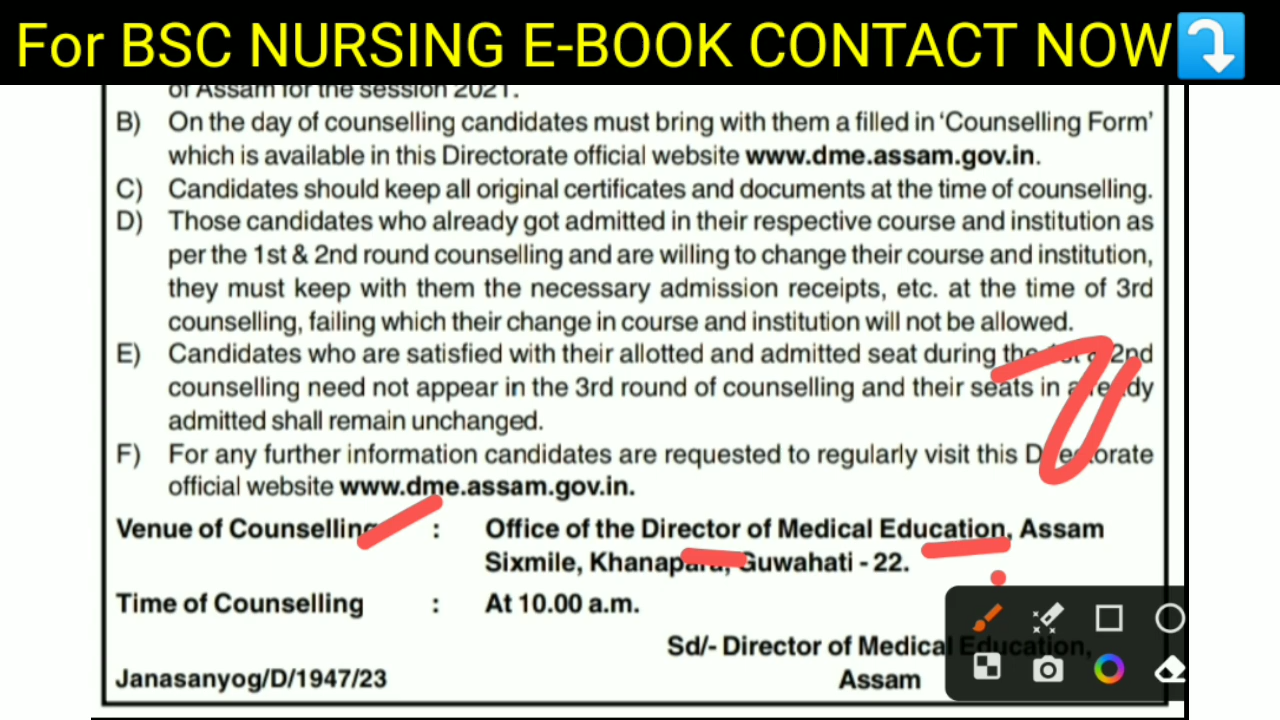 For BSC NURSING E-BOOK CONTACT NOW
of Assam for the session 2021.
B) On the day of counselling candidates must bring with them a filled in ‘Counselling Form’
which is available in this Directorate official website www.dme.assam.gov.in.
C) Candidates should keep all original certificates and documents at the time of counselling.
D) Those candidates who already got admitted in their respective course and institution as
per the 1st & 2nd round counselling and are willing to change their course and institution,
they must keep with them the necessary admission receipts, etc. at the time of 3rd
counselling, failing which their change in course and institution will not be allowed.
E) Candidates who are satisfied with their allotted and admitted seat during the 1st & 2nd
counselling need not appear in the 3rd round of counselling and their seats in already
admitted shall remain unchanged.
F) For any further information candidates are requested to regularly visit this Directorate
official website www.dme.assam.gov.in.
Venue of Counselling : Office of the Director of Medical Education, Assam
Sixmile, Khanapara, Guwahati - 22.
Time of Counselling : At 10.00 a.m.
Sd/- Director of Medical Education,
Janasanyog/D/1947/23 Assam